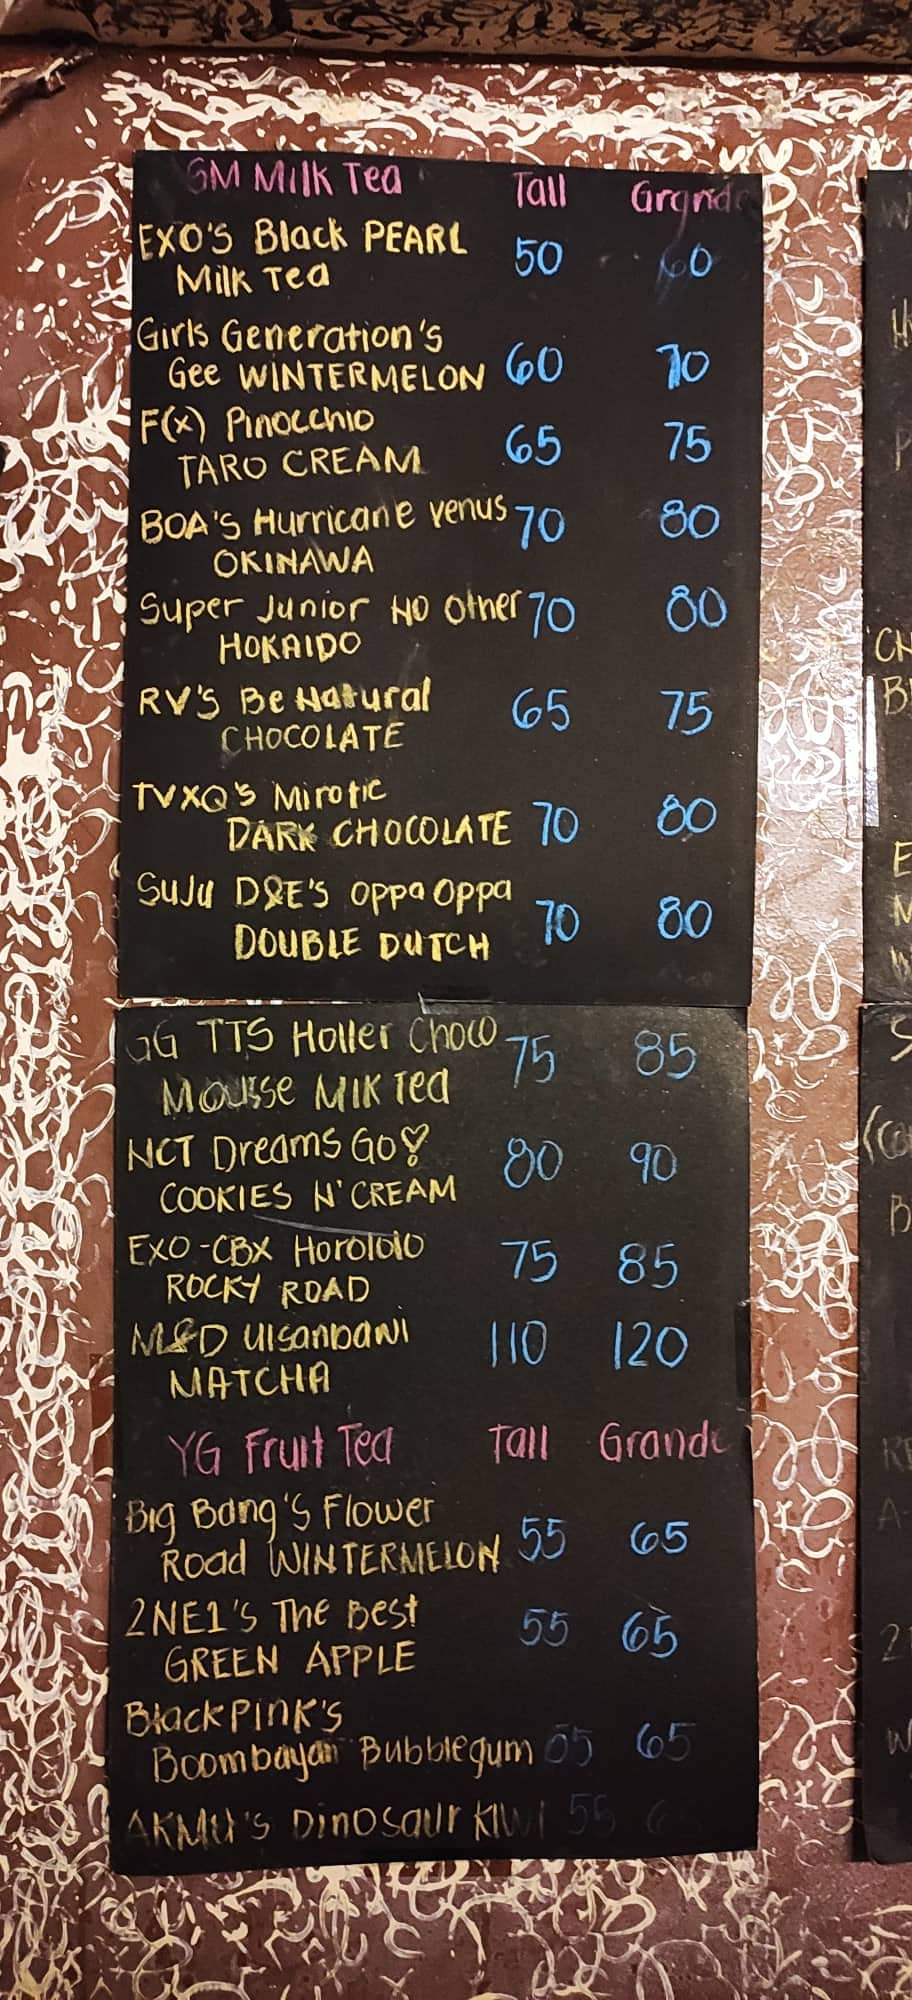 SM Milk Tea Tall Grande
EXO'S Black PEARL
Milk Tea 50 60
Girls Generation's
Gee WINTERMELON 60 70
F(x) Pinocchio
TARO CREAM 65 75
BOA'S Hurricane venus
OKINAWA 70 80
Super Junior NO Other
HOKAIDO 70 80
RV'S Be Natural
CHOCOLATE 65 75
TVXQ'S Mirotic
DARK CHOCOLATE 70 80
SUJU D&E'S Oppa Oppa
DOUBLE DUTCH 70 80
GG TTS Holler Choco
Mousse Milk Tea 75 85
NCT Dreams Go♡
COOKIES N' CREAM 80 90
EXO-CBX Horololo
ROCKY ROAD 75 85
M&D Ulsanbawi
MATCHA 110 120
YG Fruit Tea Tall Grande
Big Bang's Flower
Road WINTERMELON 55 65
2NE1's The Best
GREEN APPLE 55 65
BlackPink's
Boombayah Bubblegum 55 65
AKMU's Dinosaur KIWI 55